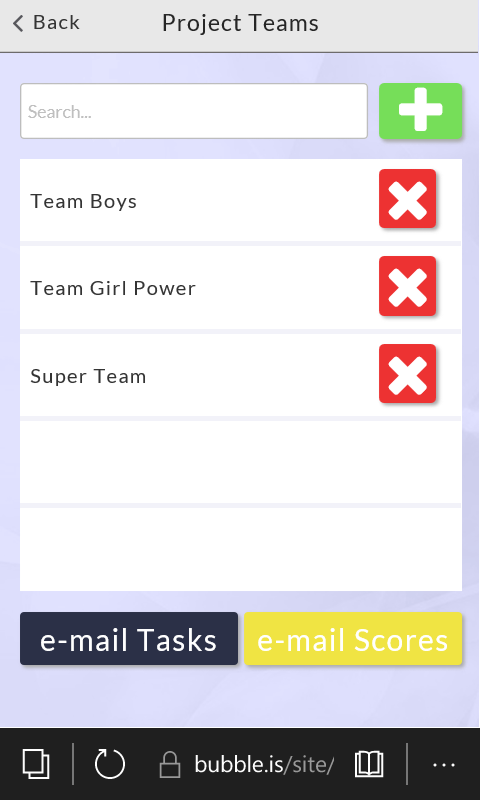 Back
Project Teams
Search...
Team Boys
Team Girl Power
Super Team
e-mail Tasks
e-mail Scores
bubble.is/site/